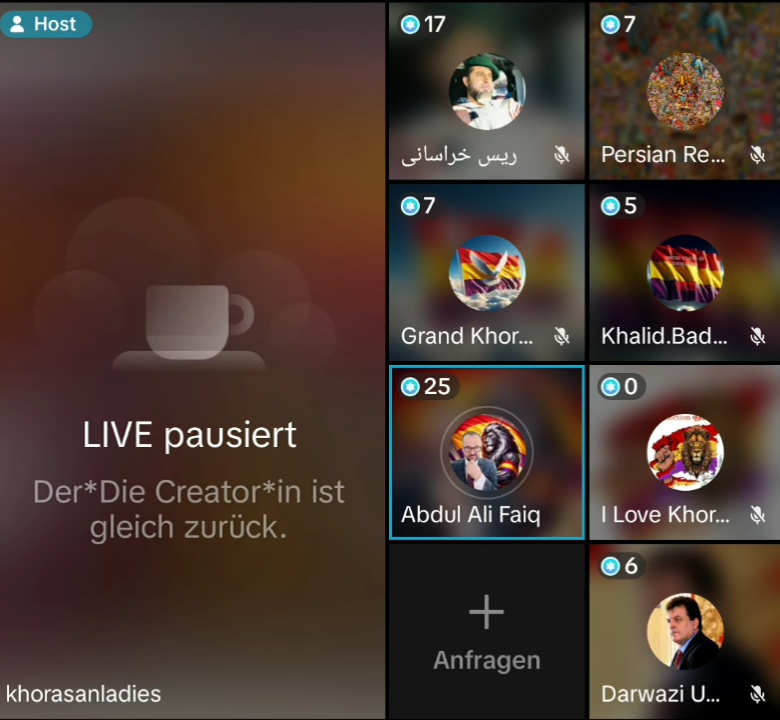 Host
LIVE pausiert
Der*Die Creator*in ist
gleich zurück.
khorasanladies
17
ریس خراسانی
7
Persian Re...
7
Grand Khor...
5
Khalid.Bad...
25
Abdul Ali Faiq
0
I Love Khor...
Anfragen
6
Darwazi U...